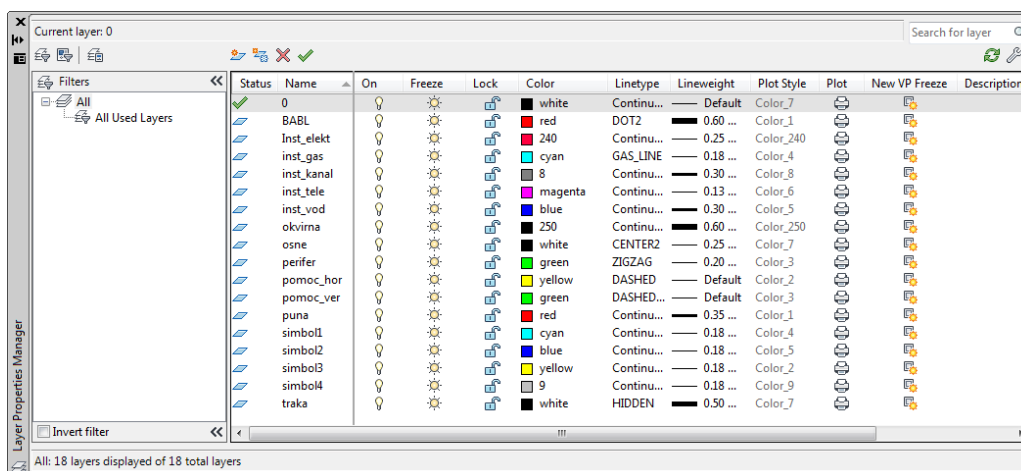 Current layer: 0
Search for layer
Filters
All
All Used Layers
Status Name On Freeze Lock Color Linetype Lineweight Plot Style Plot New VP Freeze Description
0 white Continu... Default Color_7
BABL red DOT2 0.60 ... Color_1
Inst_elekt 240 Continu... 0.25 ... Color_240
inst_gas cyan GAS_LINE 0.18 ... Color_4
inst_kanal 8 Continu... 0.30 ... Color_8
inst_tele magenta Continu... 0.13 ... Color_6
inst_vod blue Continu... 0.30 ... Color_5
okvirna 250 Continu... 0.60 ... Color_250
osne white CENTER2 0.25 ... Color_7
perifer green ZIGZAG 0.20 ... Color_3
pomoc_hor yellow DASHED Default Color_2
pomoc_ver green DASHED... Default Color_3
puna red Continu... 0.35 ... Color_1
simbol1 cyan Continu... 0.18 ... Color_4
simbol2 blue Continu... 0.18 ... Color_5
simbol3 yellow Continu... 0.18 ... Color_2
simbol4 9 Continu... 0.18 ... Color_9
traka white HIDDEN 0.50 ... Color_7
Invert filter
All: 18 layers displayed of 18 total layers
Layer Properties Manager